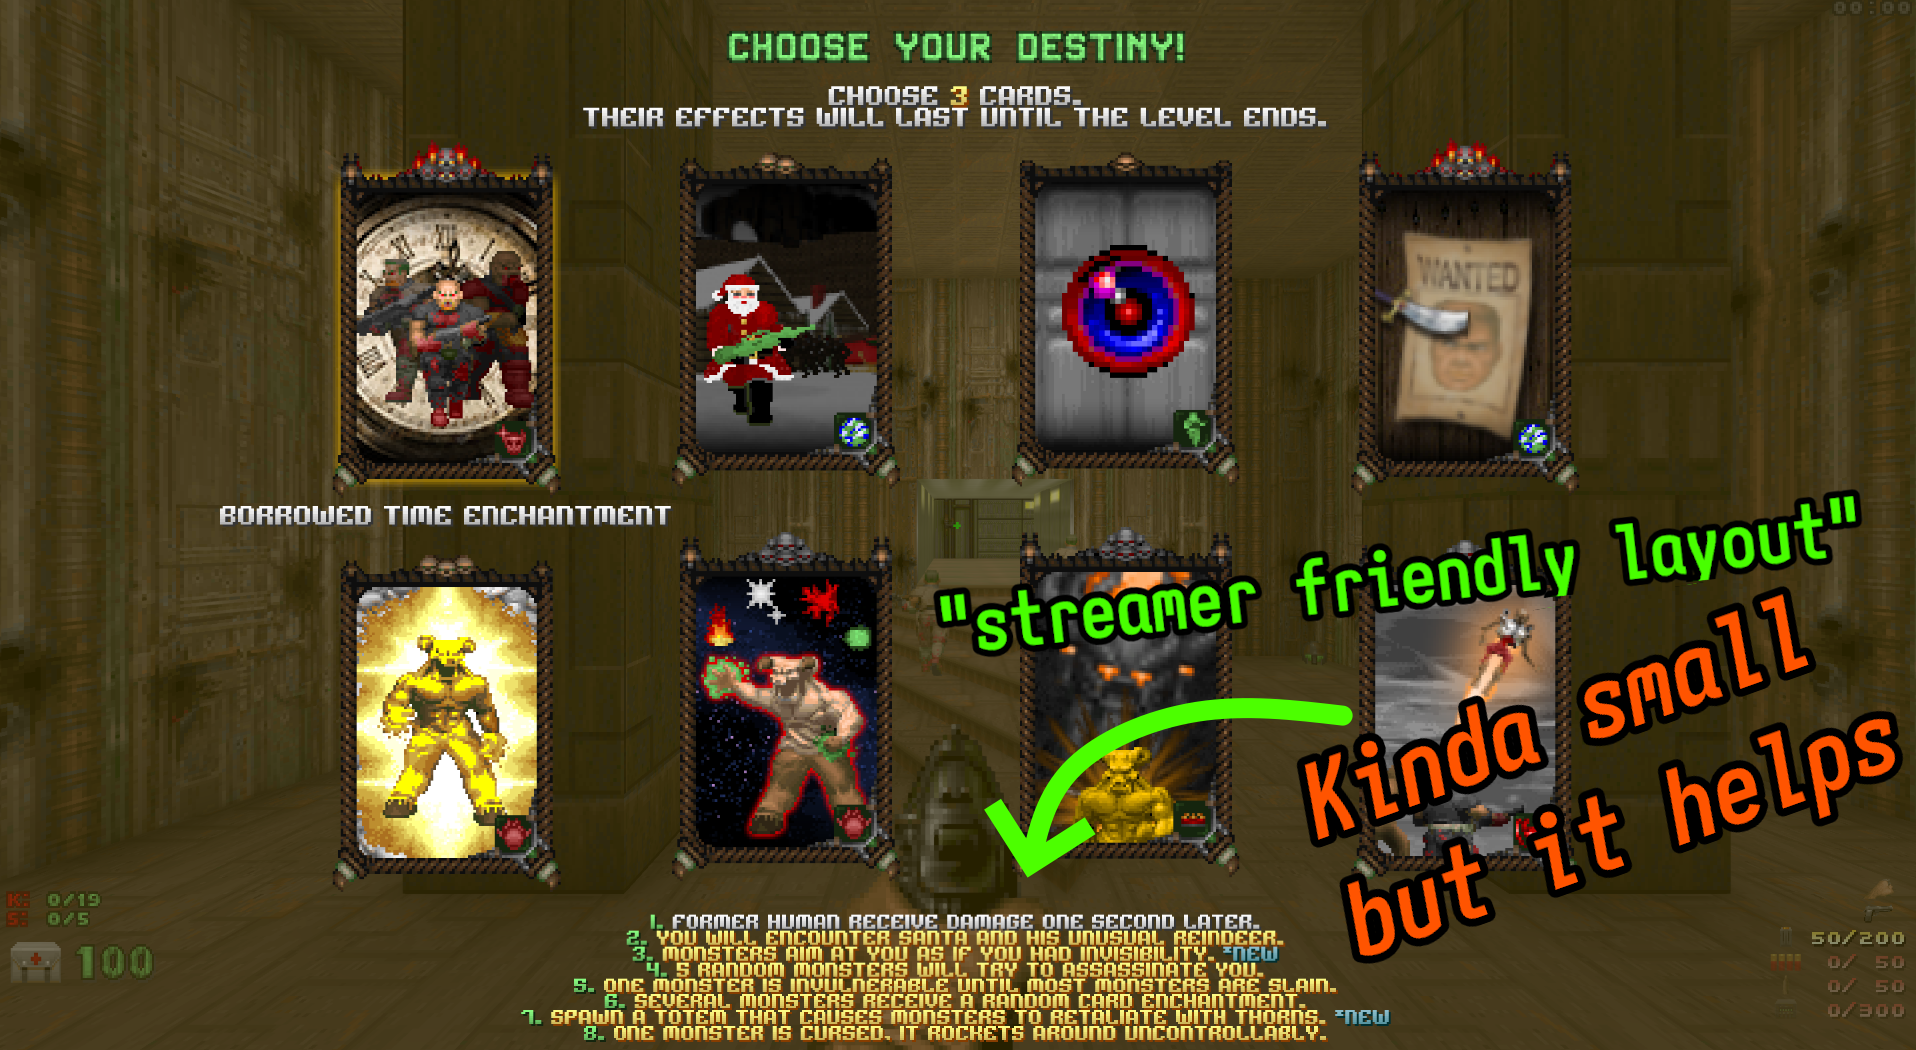 00:00
CHOOSE YOUR DESTINY!
CHOOSE 3 CARDS.
THEIR EFFECTS WILL LAST UNTIL THE LEVEL ENDS.
WANTED
BORROWED TIME ENCHANTMENT
"streamer friendly layout"
Kinda small
but it helps
K: 0/19
S: 0/5
100
50/200
0/ 50
0/ 50
0/300
1. FORMER HUMAN RECEIVE DAMAGE ONE SECOND LATER.
2. YOU WILL ENCOUNTER SANTA AND HIS UNUSUAL REINDEER.
3. MONSTERS AIM AT YOU AS IF YOU HAD INVISIBILITY. *NEW
4. 5 RANDOM MONSTERS WILL TRY TO ASSASSINATE YOU.
5. ONE MONSTER IS INVULNERABLE UNTIL MOST MONSTERS ARE SLAIN.
6. SEVERAL MONSTERS RECEIVE A RANDOM CARD ENCHANTMENT.
7. SPAWN A TOTEM THAT CAUSES MONSTERS TO RETALIATE WITH THORNS. *NEW
8. ONE MONSTER IS CURSED, IT ROCKETS AROUND UNCONTROLLABLY.